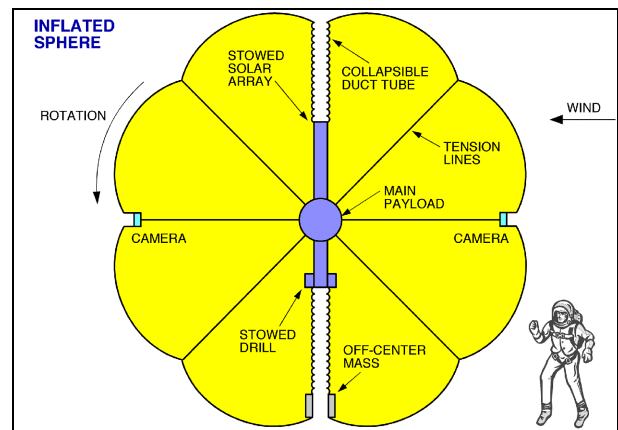 INFLATED
SPHERE
STOWED
SOLAR
ARRAY
COLLAPSIBLE
DUCT TUBE
ROTATION
WIND
TENSION
LINES
MAIN
PAYLOAD
CAMERA
CAMERA
STOWED
DRILL
OFF-CENTER
MASS